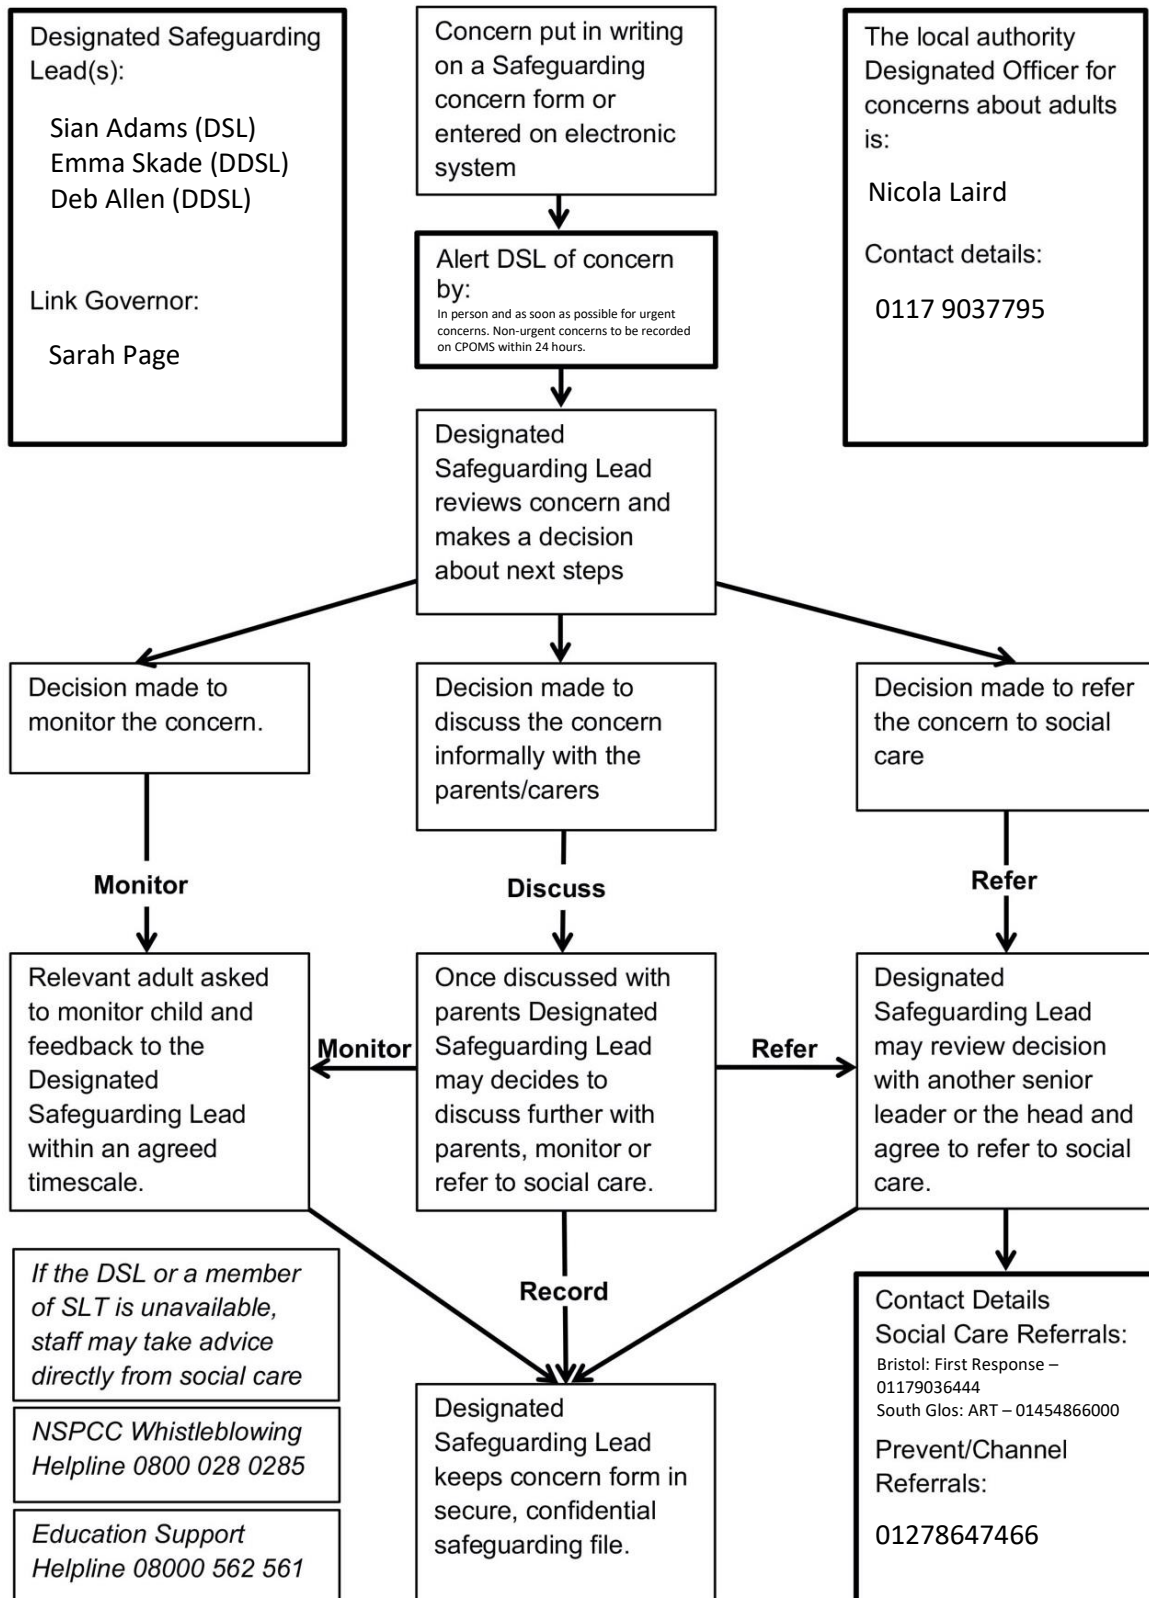 Designated Safeguarding
Lead(s):
Sian Adams (DSL)
Emma Skade (DDSL)
Deb Allen (DDSL)
Link Governor:
Sarah Page
Concern put in writing
on a Safeguarding
concern form or
entered on electronic
system
The local authority
Designated Officer for
concerns about adults
is:
Nicola Laird
Contact details:
0117 9037795
Alert DSL of concern
by:
In person and as soon as possible for urgent
concerns. Non-urgent concerns to be recorded
on CPOMS within 24 hours.
Designated
Safeguarding Lead
reviews concern and
makes a decision
about next steps
Decision made to
monitor the concern.
Decision made to
discuss the concern
informally with the
parents/carers
Decision made to refer
the concern to social
care
Monitor
Discuss
Refer
Relevant adult asked
to monitor child and
feedback to the
Designated
Safeguarding Lead
within an agreed
timescale.
Monitor
Once discussed with
parents Designated
Safeguarding Lead
may decides to
discuss further with
parents, monitor or
refer to social care.
Refer
Designated
Safeguarding Lead
may review decision
with another senior
leader or the head and
agree to refer to social
care.
If the DSL or a member
of SLT is unavailable,
staff may take advice
directly from social care
NSPCC Whistleblowing
Helpline 0800 028 0285
Education Support
Helpline 08000 562 561
Record
Designated
Safeguarding Lead
keeps concern form in
secure, confidential
safeguarding file.
Contact Details
Social Care Referrals:
Bristol: First Response –
01179036444
South Glos: ART – 01454866000
Prevent/Channel
Referrals:
01278647466